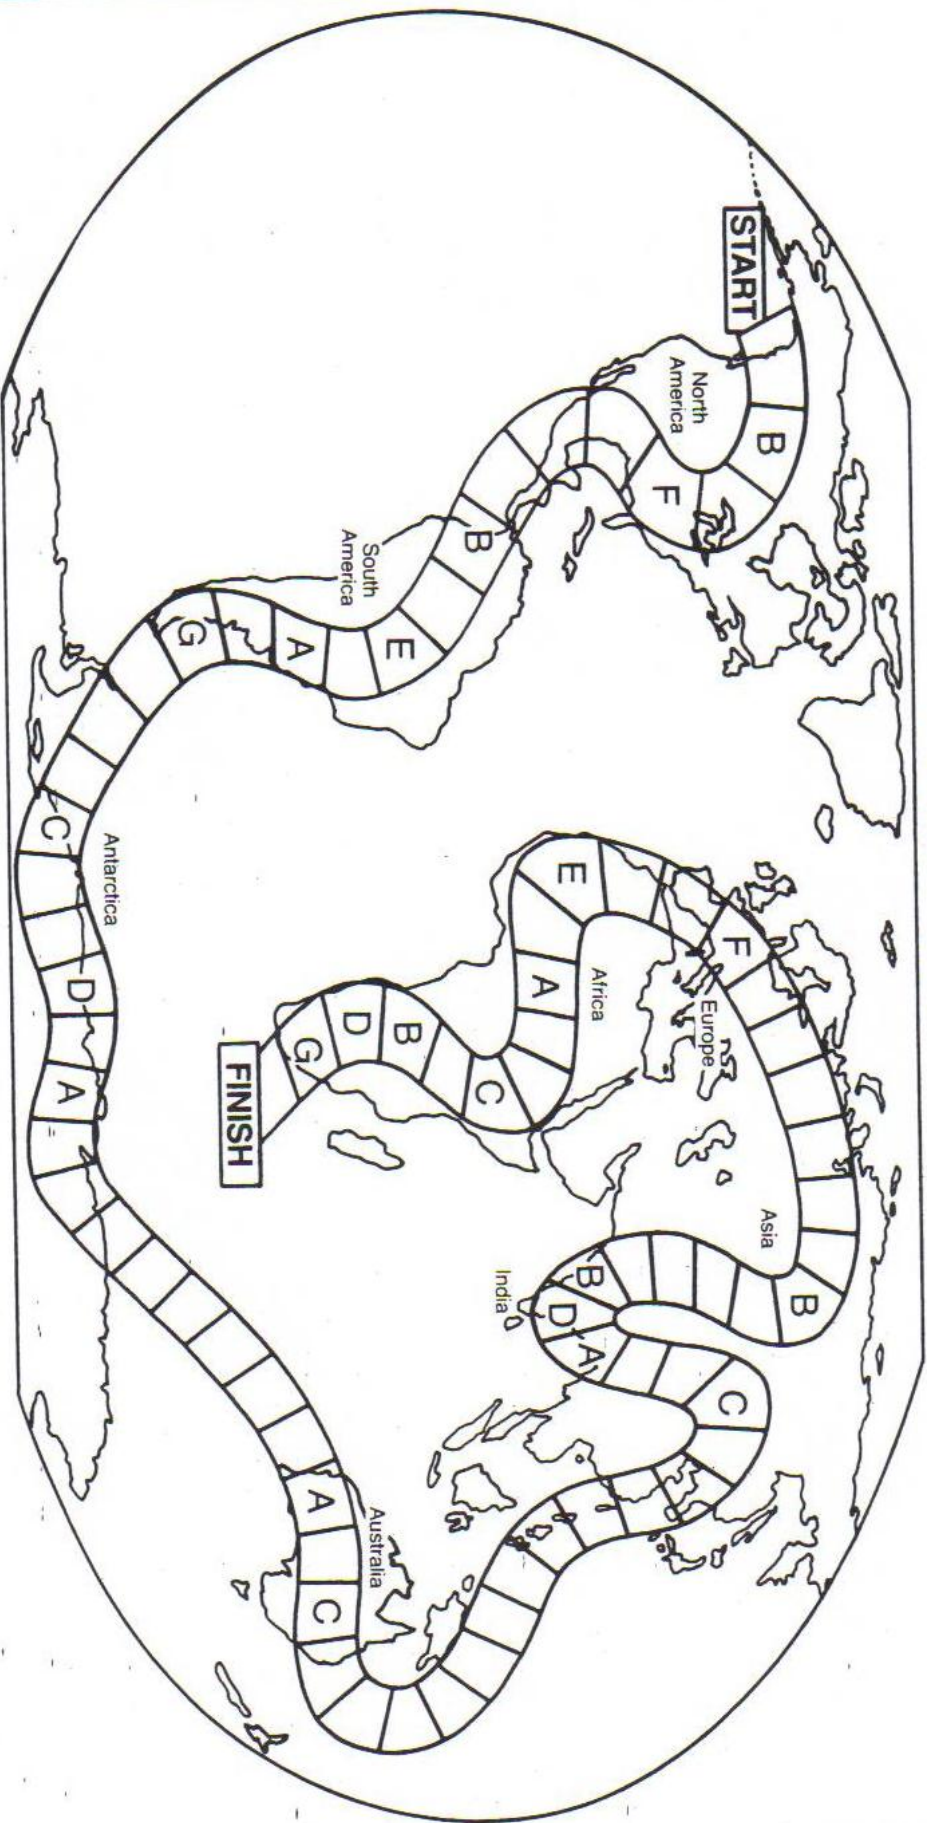 START
B
North
America
F
B
South
America
E
A
G
C
Antarctica
D
A
A
Australia
C
C
A
D
B
India
Asia
B
Europe
F
E
Africa
A
C
B
D
G
FINISH